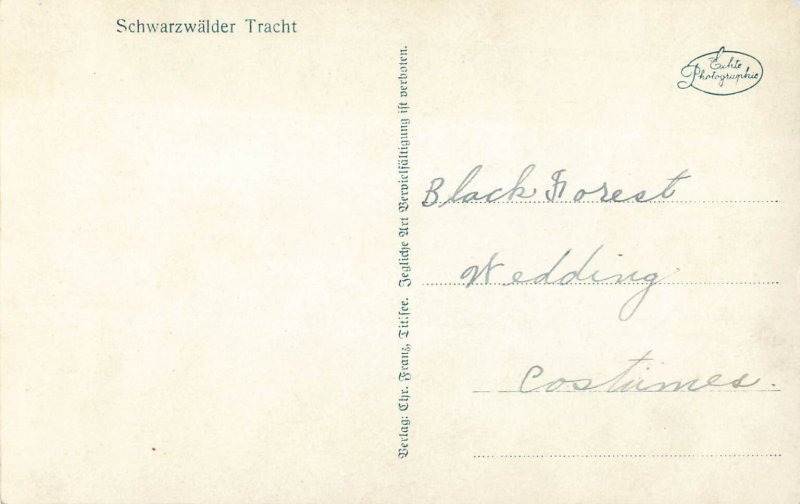 Schwarzwälder Tracht
Verlag: Chr. Franz, Titisee. Jegliche Art Vervielfältigung ist verboten.
Echte
Photographie
Black Forest
Wedding
Costumes.